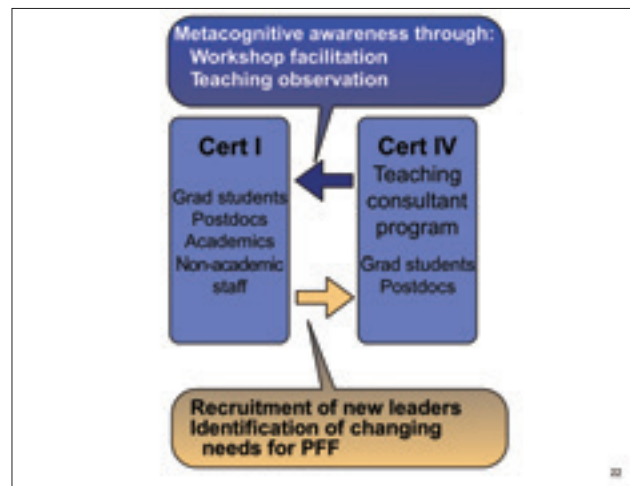 Metacognitive awareness through:
Workshop facilitation
Teaching observation
Cert I
Grad students
Postdocs
Academics
Non-academic
staff
Cert IV
Teaching
consultant
program
Grad students
Postdocs
Recruitment of new leaders
Identification of changing
needs for PFF
22